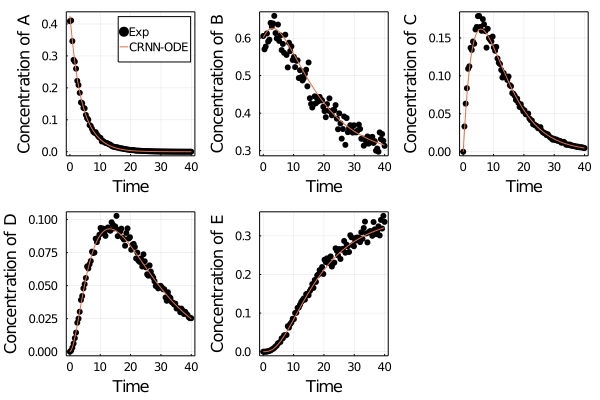 Concentration of A
0.4
0.3
0.2
0.1
0.0
0 10 20 30 40
Time
Exp
CRNN-ODE
Concentration of B
0.6
0.5
0.4
0.3
0 10 20 30 40
Time
Concentration of C
0.15
0.10
0.05
0.00
0 10 20 30 40
Time
Concentration of D
0.100
0.075
0.050
0.025
0.000
0 10 20 30 40
Time
Concentration of E
0.3
0.2
0.1
0.0
0 10 20 30 40
Time